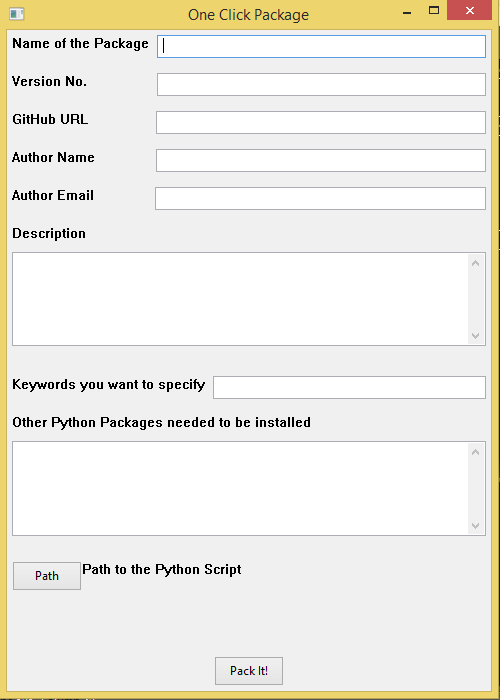 One Click Package
Name of the Package
Version No.
GitHub URL
Author Name
Author Email
Description
Keywords you want to specify
Other Python Packages needed to be installed
Path Path to the Python Script
Pack It!